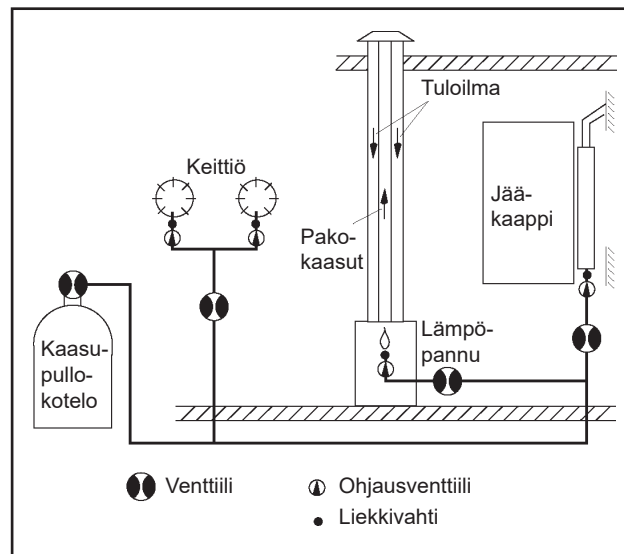 Tuloilma
Keittiö
Jää-
kaappi
Pako-
kaasut
Lämpö-
pannu
Kaasu-
pullo-
kotelo
Venttiili
Ohjausventtiili
Liekkivahti